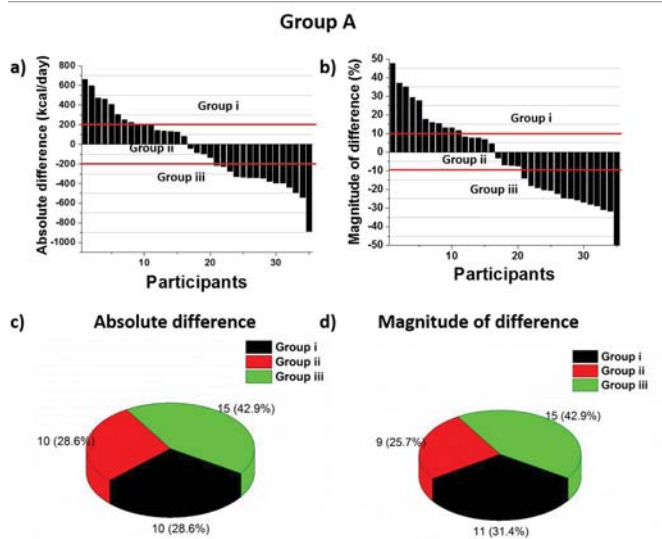 Group A
a)
Absolute difference (kcal/day)
800
600
400
200
0
-200
-400
-600
-800
-1000
Group i
Group ii
Group iii
10
20
30
Participants
b)
Magnitude of difference (%)
50
40
30
20
10
0
-10
-20
-30
-40
-50
Group i
Group ii
Group iii
10
20
30
Participants
c)
Absolute difference
Group i
Group ii
Group iii
15 (42.9%)
10 (28.6%)
10 (28.6%)
d)
Magnitude of difference
Group i
Group ii
Group iii
15 (42.9%)
9 (25.7%)
11 (31.4%)